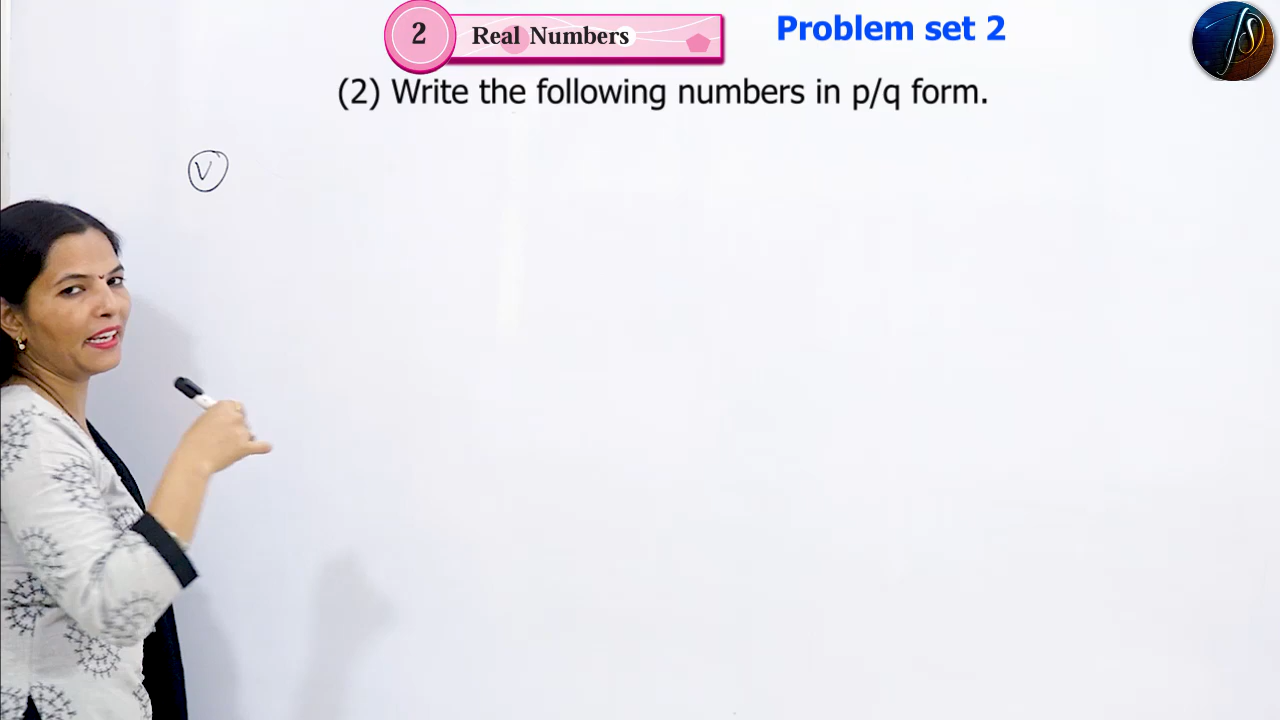 2 Real Numbers
Problem set 2
(2) Write the following numbers in p/q form.
V